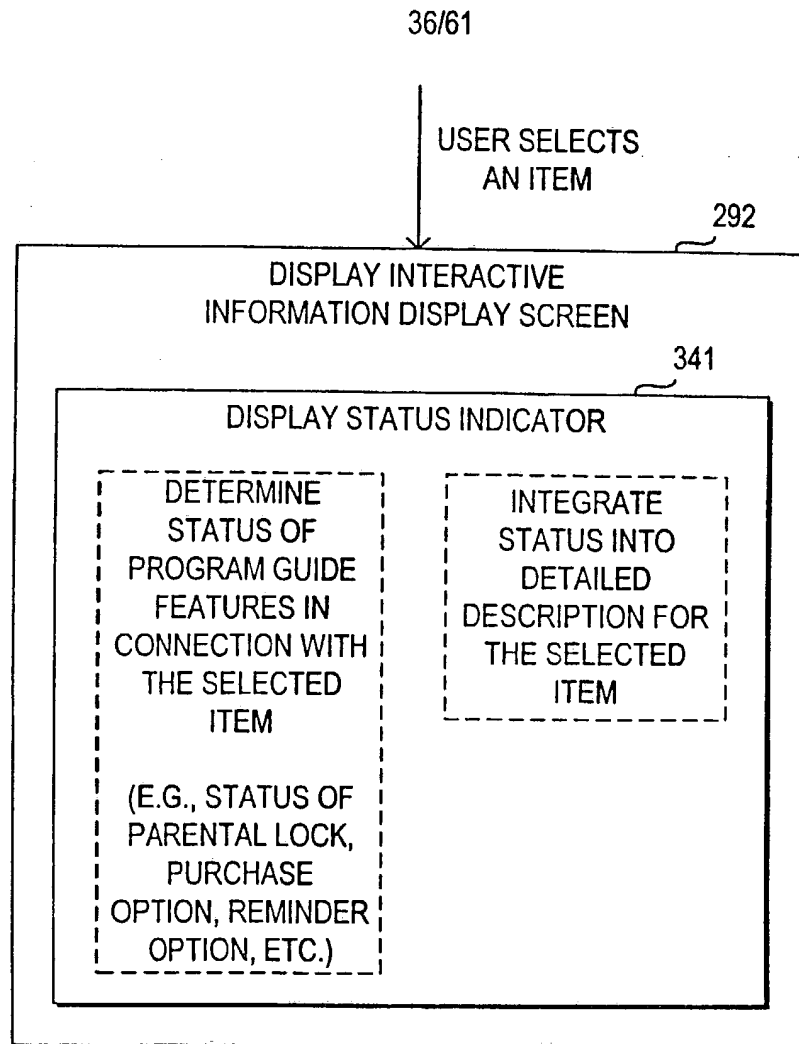 36/61
USER SELECTS
AN ITEM
292
DISPLAY INTERACTIVE
INFORMATION DISPLAY SCREEN
341
DISPLAY STATUS INDICATOR
DETERMINE
STATUS OF
PROGRAM GUIDE
FEATURES IN
CONNECTION WITH
THE SELECTED
ITEM
(E.G., STATUS OF
PARENTAL LOCK,
PURCHASE
OPTION, REMINDER
OPTION, ETC.)
INTEGRATE
STATUS INTO
DETAILED
DESCRIPTION FOR
THE SELECTED
ITEM